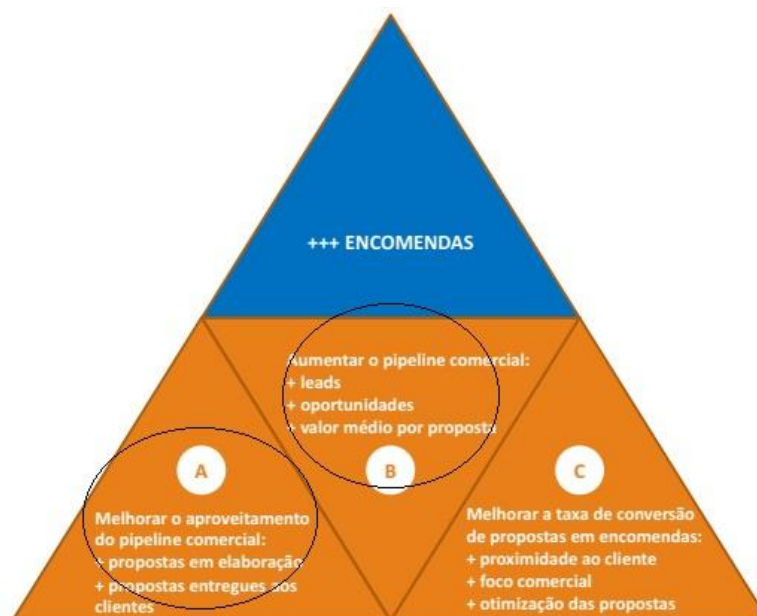 +++ ENCOMENDAS
Aumentar o pipeline comercial:
+ leads
+ oportunidades
+ valor médio por proposta
A
B
C
Melhorar o aproveitamento
do pipeline comercial:
+ propostas em elaboração
+ propostas entregues aos
clientes
Melhorar a taxa de conversão
de propostas em encomendas:
+ proximidade ao cliente
+ foco comercial
+ otimização das propostas